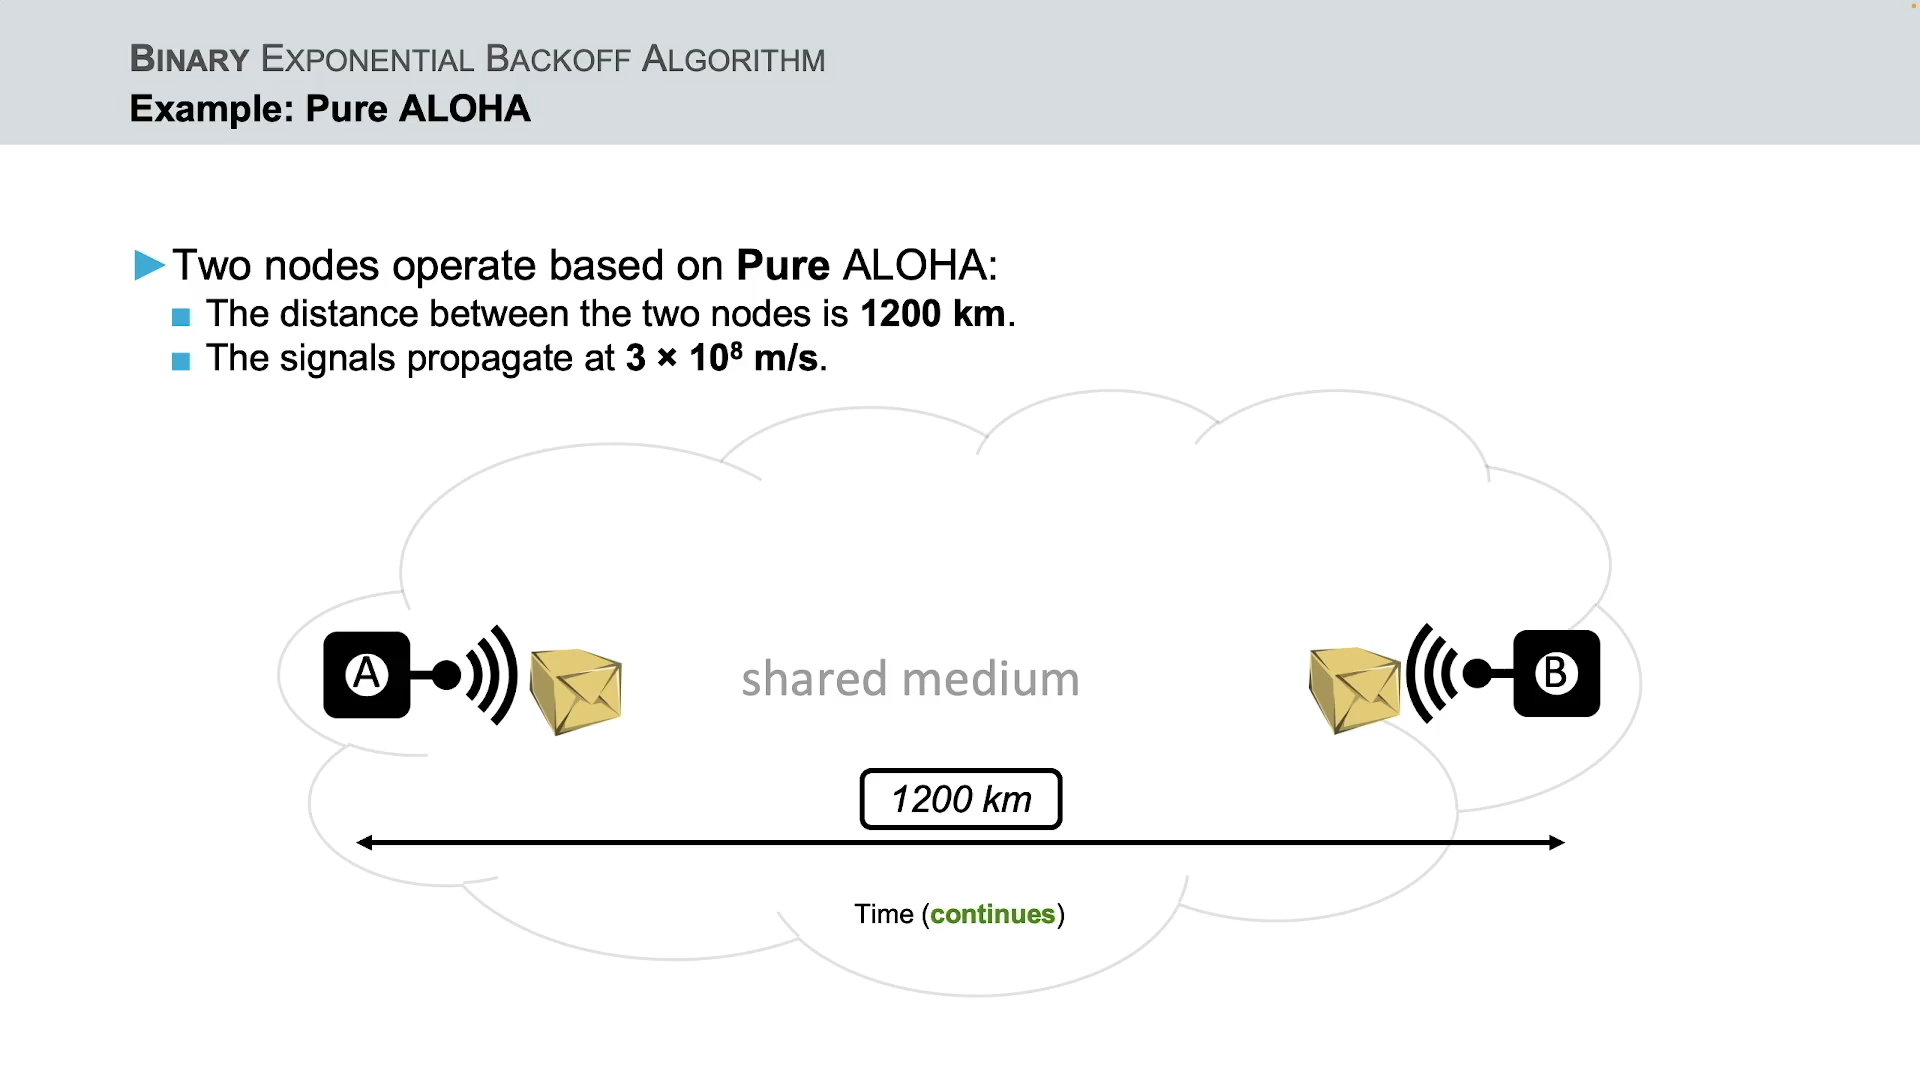 BINARY EXPONENTIAL BACKOFF ALGORITHM
Example: Pure ALOHA
Two nodes operate based on Pure ALOHA:
The distance between the two nodes is 1200 km.
The signals propagate at 3 × 10⁸ m/s.
A
shared medium
B
1200 km
Time (continues)